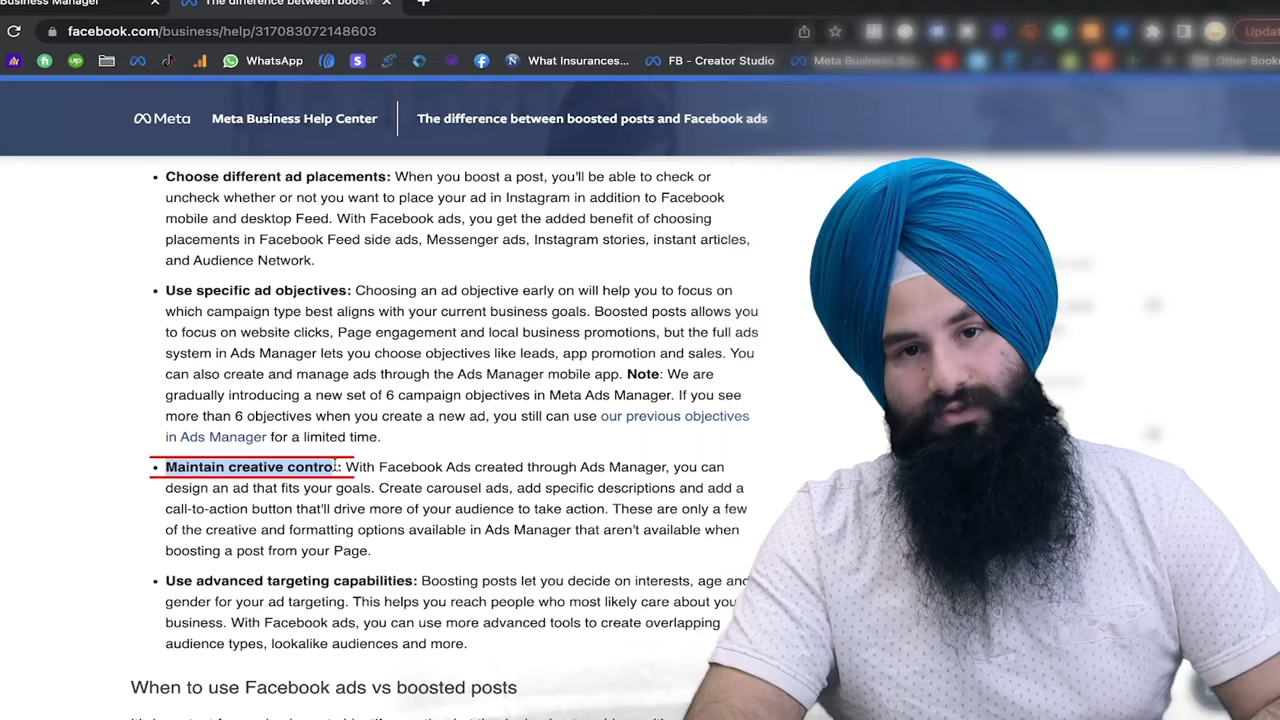 Business Manager
The difference between boost
facebook.com/business/help/317083072148603
Updat
WhatsApp
What Insurances...
FB - Creator Studio
Meta Business Su
Other Book
Meta
Meta Business Help Center
The difference between boosted posts and Facebook ads
• Choose different ad placements: When you boost a post, you'll be able to check or
uncheck whether or not you want to place your ad in Instagram in addition to Facebook
mobile and desktop Feed. With Facebook ads, you get the added benefit of choosing
placements in Facebook Feed side ads, Messenger ads, Instagram stories, instant articles,
and Audience Network.
• Use specific ad objectives: Choosing an ad objective early on will help you to focus on
which campaign type best aligns with your current business goals. Boosted posts allows you
to focus on website clicks, Page engagement and local business promotions, but the full ads
system in Ads Manager lets you choose objectives like leads, app promotion and sales. You
can also create and manage ads through the Ads Manager mobile app. Note: We are
gradually introducing a new set of 6 campaign objectives in Meta Ads Manager. If you see
more than 6 objectives when you create a new ad, you still can use our previous objectives
in Ads Manager for a limited time.
• Maintain creative control: With Facebook Ads created through Ads Manager, you can
design an ad that fits your goals. Create carousel ads, add specific descriptions and add a
call-to-action button that'll drive more of your audience to take action. These are only a few
of the creative and formatting options available in Ads Manager that aren't available when
boosting a post from your Page.
• Use advanced targeting capabilities: Boosting posts let you decide on interests, age and
gender for your ad targeting. This helps you reach people who most likely care about you
business. With Facebook ads, you can use more advanced tools to create overlapping
audience types, lookalike audiences and more.
When to use Facebook ads vs boosted posts